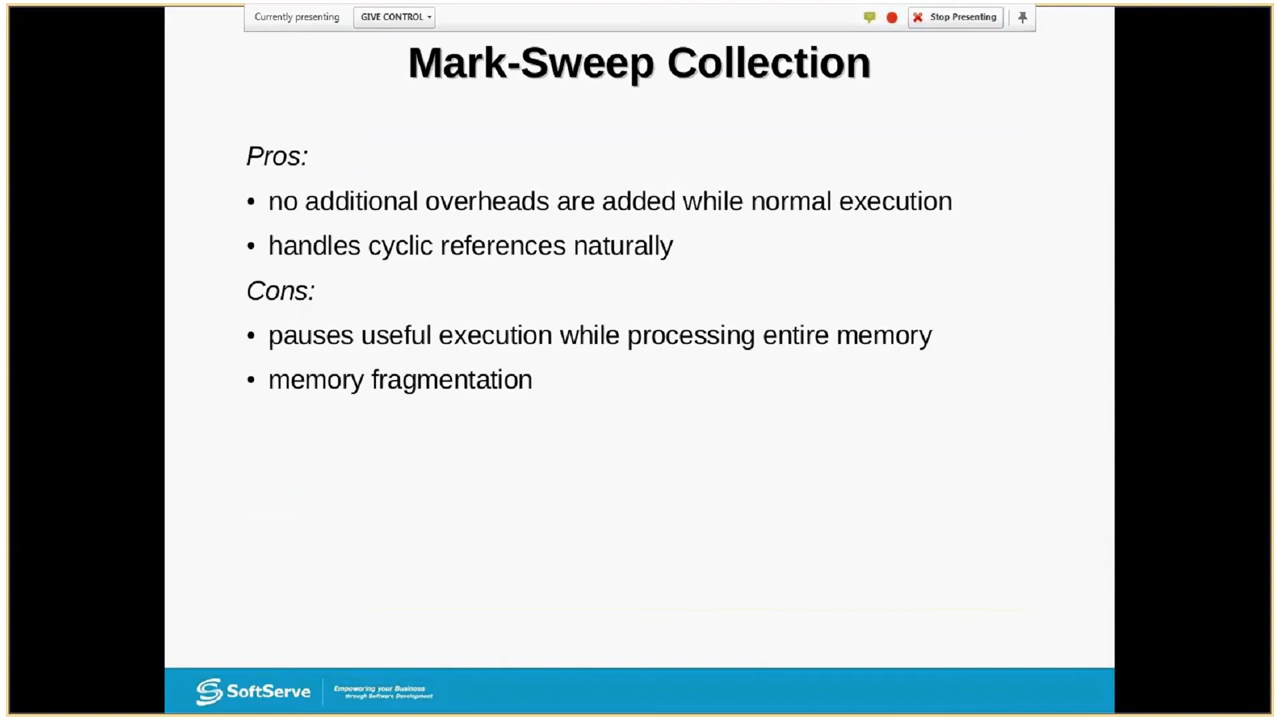 Currently presenting GIVE CONTROL Stop Presenting
Mark-Sweep Collection
Pros:
• no additional overheads are added while normal execution
• handles cyclic references naturally
Cons:
• pauses useful execution while processing entire memory
• memory fragmentation
SoftServe
Empowering your Business
through Software Development